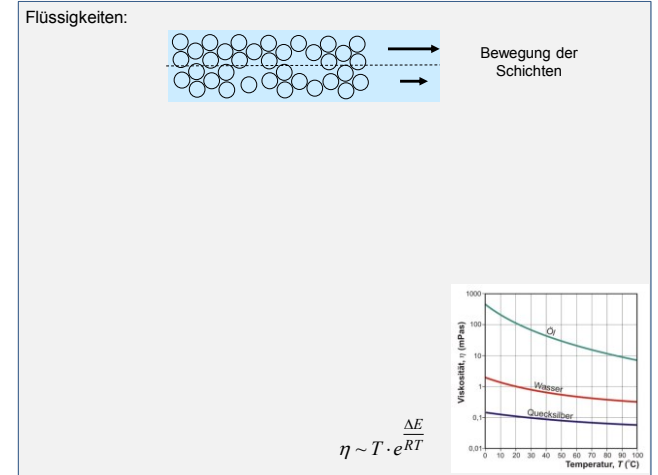 Flüssigkeiten:
Bewegung der
Schichten
1000
100
10
1
0,1
0,01
Viskosität, η (mPas)
Öl
Wasser
Quecksilber
0 10 20 30 40 50 60 70 80 90 100
Temperatur, T (°C)
η ~ T · e^(ΔE/RT)